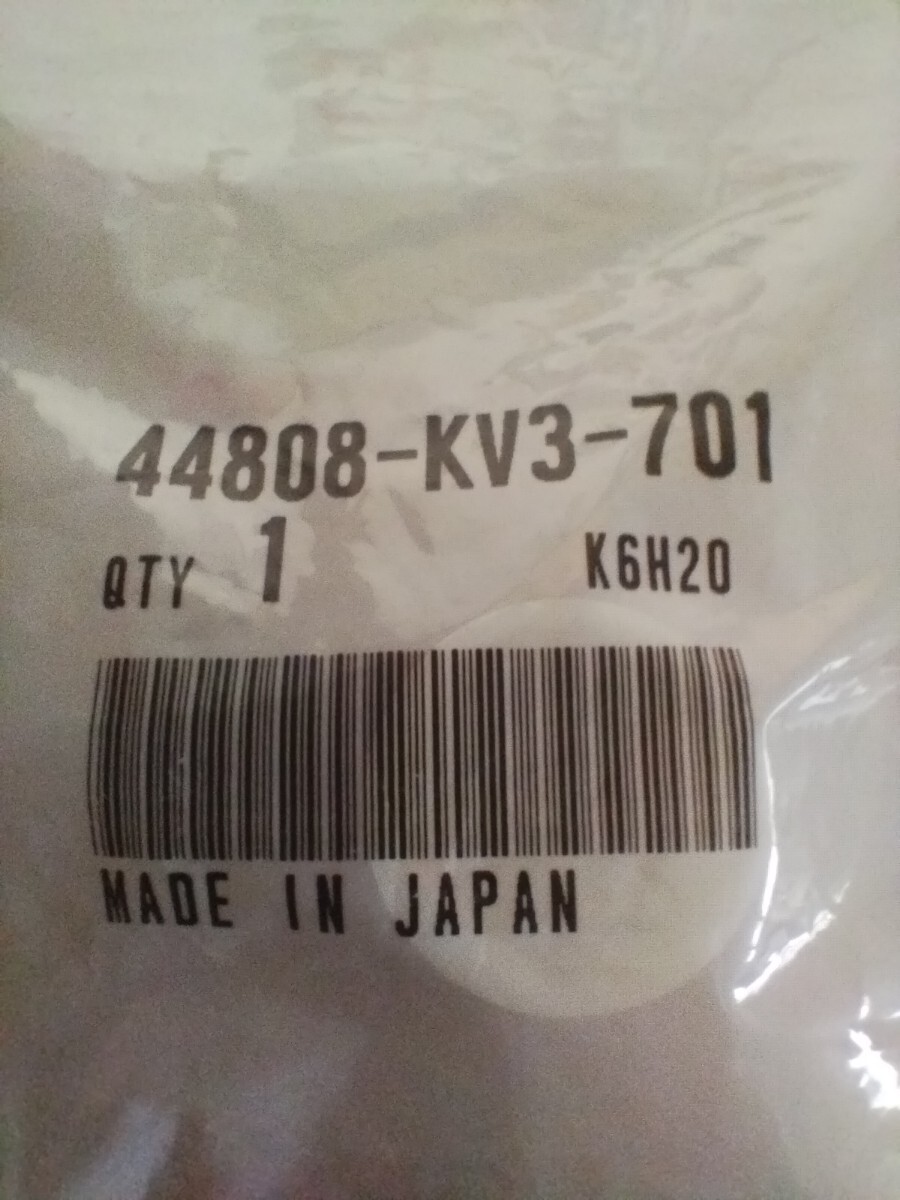 44808-KV3-701
QTY 1 K6H20
MADE IN JAPAN